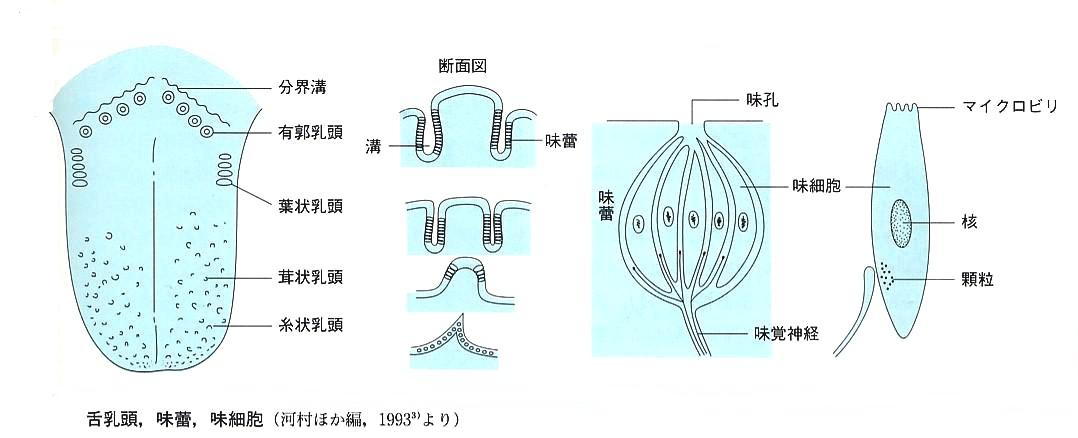 分界溝
有郭乳頭
葉状乳頭
茸状乳頭
糸状乳頭
断面図
溝
味蕾
味孔
味蕾
味細胞
味覚神経
マイクロビリ
核
顆粒
舌乳頭，味蕾，味細胞（河村ほか編，1993³⁾より）